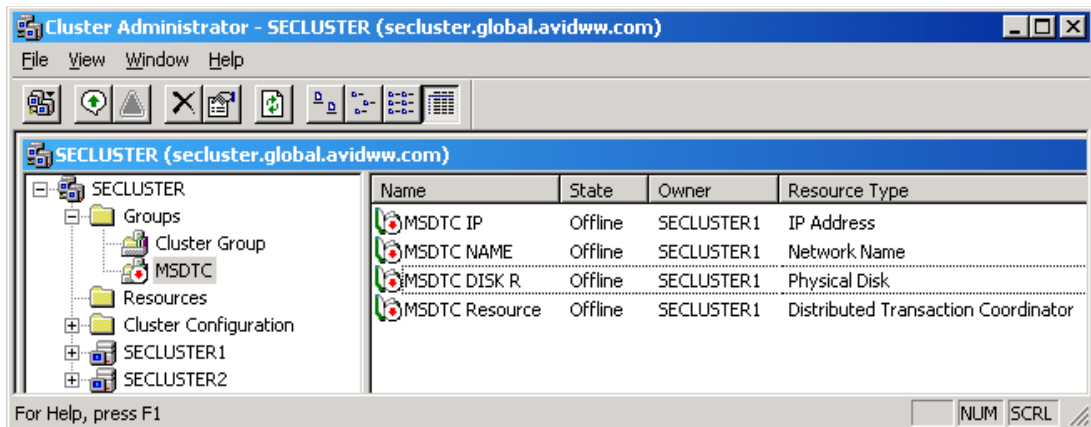 Cluster Administrator - SECLUSTER (secluster.global.avidww.com)
File View Window Help
SECLUSTER (secluster.global.avidww.com)
SECLUSTER
Groups
Cluster Group
MSDTC
Resources
Cluster Configuration
SECLUSTER1
SECLUSTER2
Name State Owner Resource Type
MSDTC IP Offline SECLUSTER1 IP Address
MSDTC NAME Offline SECLUSTER1 Network Name
MSDTC DISK R Offline SECLUSTER1 Physical Disk
MSDTC Resource Offline SECLUSTER1 Distributed Transaction Coordinator
For Help, press F1 NUM SCRL